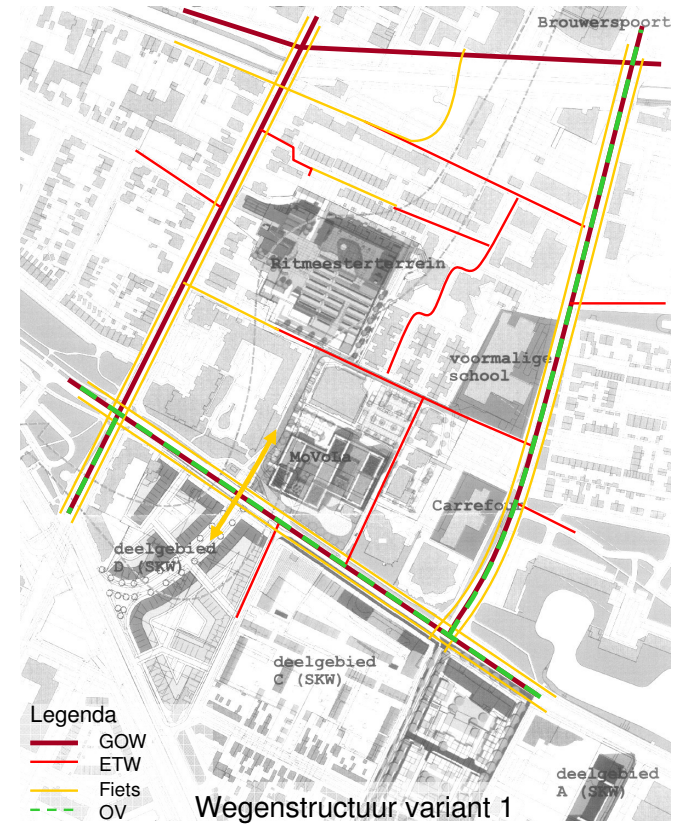 Brouwerspoort
Ritmeesterterrein
voormalige
school
MoVoLa
Carrefour
deelgebied
D (SKW)
deelgebied
C (SKW)
deelgebied
A (SKW)
Legenda
GOW
ETW
Fiets
OV
Wegenstructuur variant 1